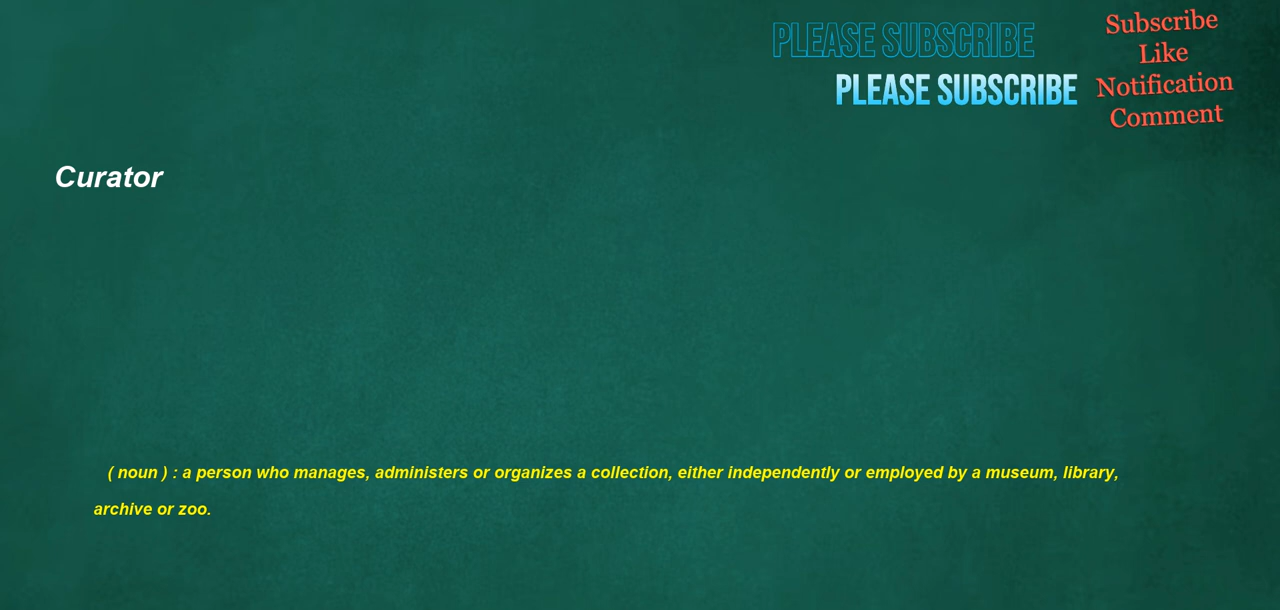 PLEASE SUBSCRIBE
PLEASE SUBSCRIBE
Subscribe
Like
Notification
Comment
Curator
( noun ) : a person who manages, administers or organizes a collection, either independently or employed by a museum, library,
archive or zoo.